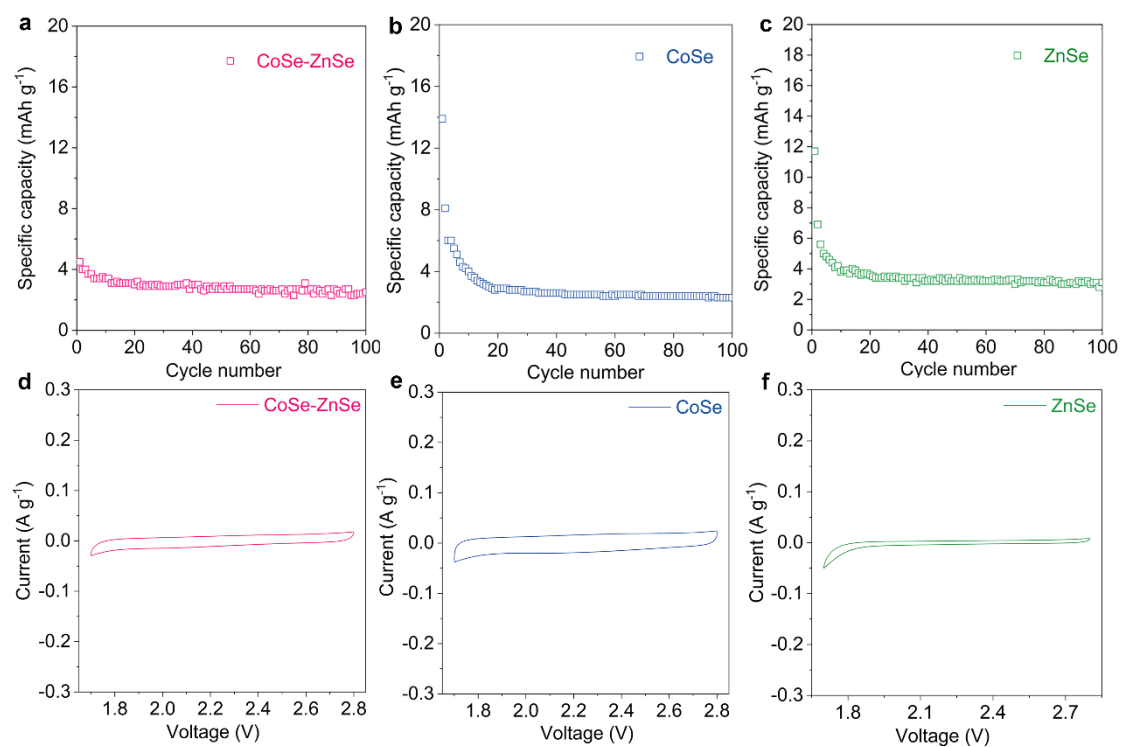 a
20
16
12
8
4
0
Specific capacity (mAh g-1)
CoSe-ZnSe
0 20 40 60 80 100
Cycle number
b
20
16
12
8
4
0
Specific capacity (mAh g-1)
CoSe
0 20 40 60 80 100
Cycle number
c
20
18
16
14
12
10
8
6
4
2
0
Specific capacity (mAh g-1)
ZnSe
0 20 40 60 80 100
Cycle number
d
0.3
0.2
0.1
0.0
-0.1
-0.2
-0.3
Current (A g-1)
CoSe-ZnSe
1.8 2.0 2.2 2.4 2.6 2.8
Voltage (V)
e
0.3
0.2
0.1
0.0
-0.1
-0.2
-0.3
Current (A g-1)
CoSe
1.8 2.0 2.2 2.4 2.6 2.8
Voltage (V)
f
0.3
0.2
0.1
0.0
-0.1
-0.2
-0.3
Current (A g-1)
ZnSe
1.8 2.1 2.4 2.7
Voltage (V)